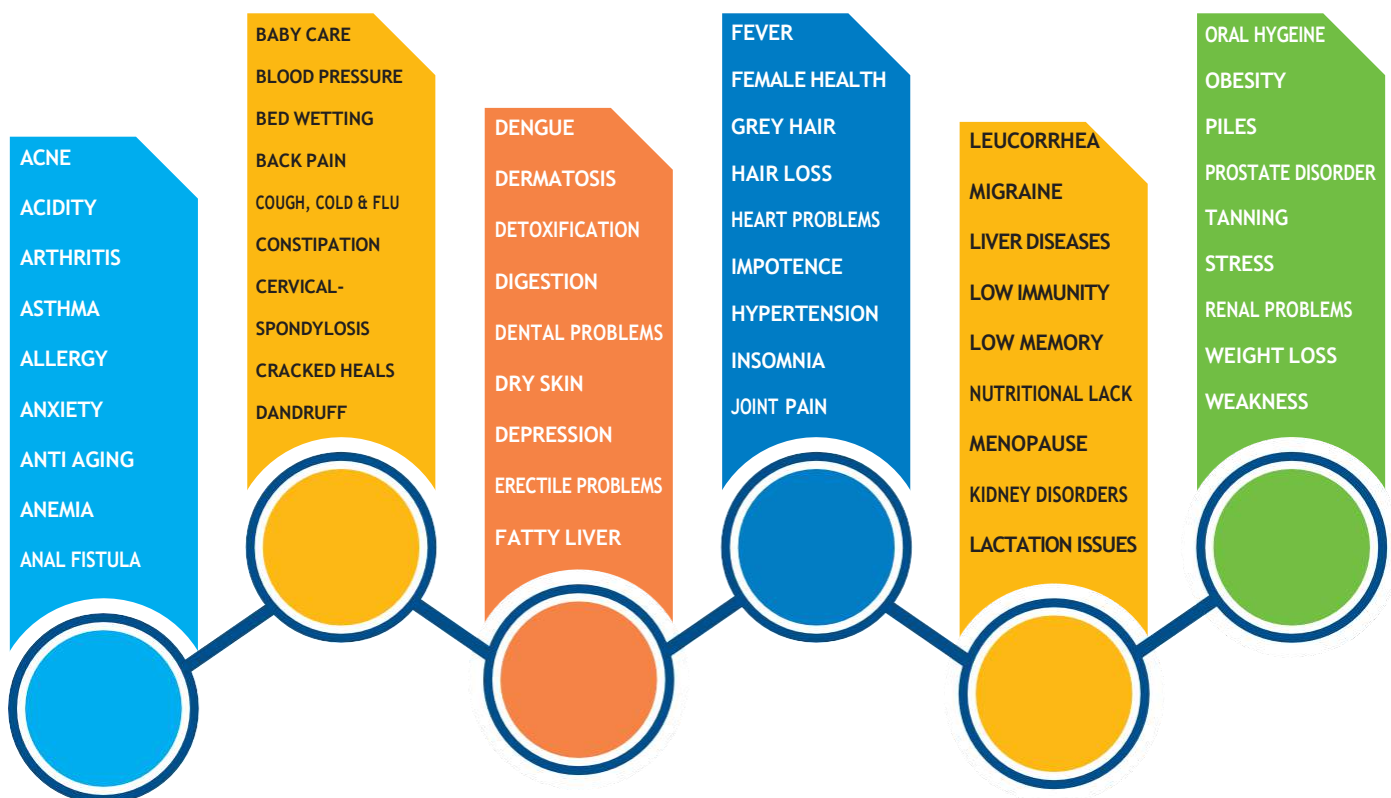 ACNE
ACIDITY
ARTHRITIS
ASTHMA
ALLERGY
ANXIETY
ANTI AGING
ANEMIA
ANAL FISTULA
BABY CARE
BLOOD PRESSURE
BED WETTING
BACK PAIN
COUGH, COLD & FLU
CONSTIPATION
CERVICAL-
SPONDYLOSIS
CRACKED HEALS
DANDRUFF
DENGUE
DERMATOSIS
DETOXIFICATION
DIGESTION
DENTAL PROBLEMS
DRY SKIN
DEPRESSION
ERECTILE PROBLEMS
FATTY LIVER
FEVER
FEMALE HEALTH
GREY HAIR
HAIR LOSS
HEART PROBLEMS
IMPOTENCE
HYPERTENSION
INSOMNIA
JOINT PAIN
LEUCORRHEA
MIGRAINE
LIVER DISEASES
LOW IMMUNITY
LOW MEMORY
NUTRITIONAL LACK
MENOPAUSE
KIDNEY DISORDERS
LACTATION ISSUES
ORAL HYGEINE
OBESITY
PILES
PROSTATE DISORDER
TANNING
STRESS
RENAL PROBLEMS
WEIGHT LOSS
WEAKNESS